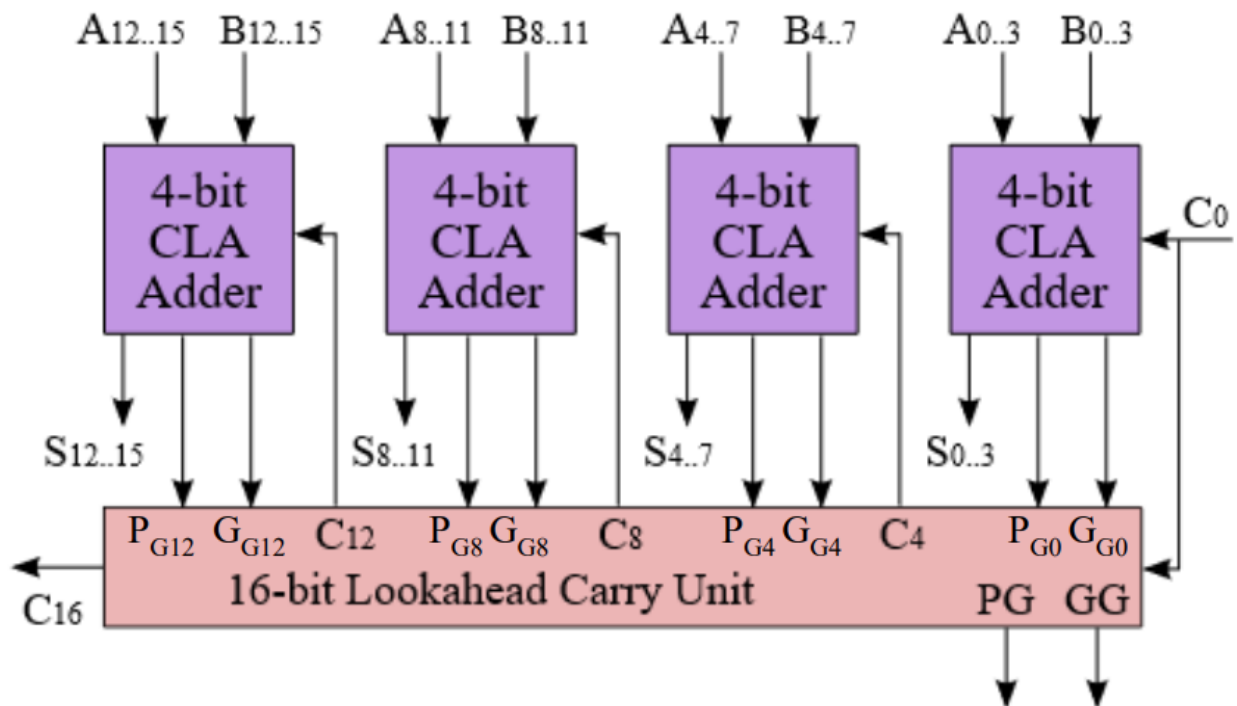 A12..15 B12..15 A8..11 B8..11 A4..7 B4..7 A0..3 B0..3
4-bit CLA Adder
4-bit CLA Adder
4-bit CLA Adder
4-bit CLA Adder
C0
S12..15 S8..11 S4..7 S0..3
PG12 GG12 C12 PG8 GG8 C8 PG4 GG4 C4 PG0 GG0
16-bit Lookahead Carry Unit
PG GG
C16